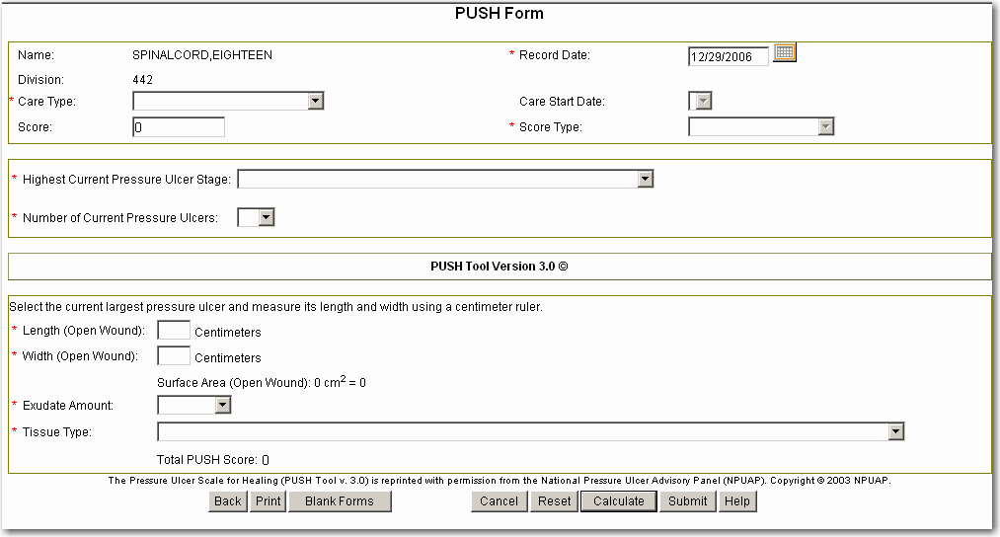 PUSH Form
Name: SPINALCORD,EIGHTEEN * Record Date: 12/29/2006
Division: 442
* Care Type: Care Start Date:
Score: 0 * Score Type:
* Highest Current Pressure Ulcer Stage:
* Number of Current Pressure Ulcers:
PUSH Tool Version 3.0 ©
Select the current largest pressure ulcer and measure its length and width using a centimeter ruler.
* Length (Open Wound): Centimeters
* Width (Open Wound): Centimeters
Surface Area (Open Wound): 0 cm² = 0
* Exudate Amount:
* Tissue Type:
Total PUSH Score: 0
The Pressure Ulcer Scale for Healing (PUSH Tool v. 3.0) is reprinted with permission from the National Pressure Ulcer Advisory Panel (NPUAP). Copyright © 2003 NPUAP.
Back Print Blank Forms Cancel Reset Calculate Submit Help